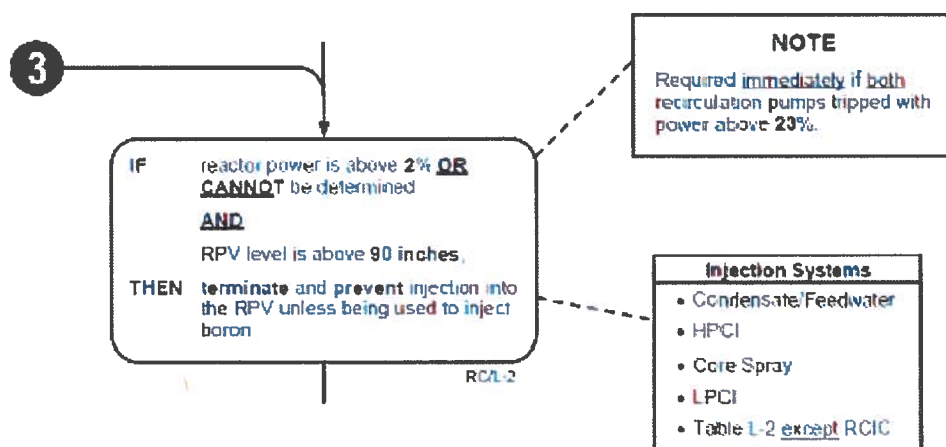 3
NOTE
Required immediately if both
recirculation pumps tripped with
power above 23%.
IF reactor power is above 2% OR
CANNOT be determined
AND
RPV level is above 90 inches,
THEN terminate and prevent injection into
the RPV unless being used to inject
boron
RC/L-2
Injection Systems
• Condensate/Feedwater
• HPCI
• Core Spray
• LPCI
• Table L-2 except RCIC